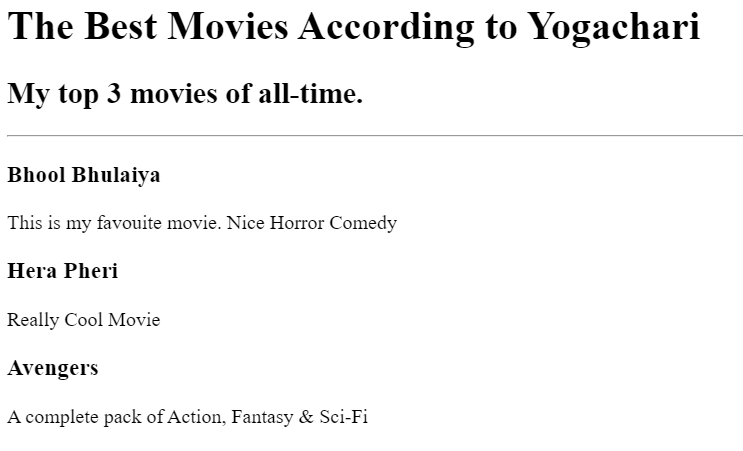 The Best Movies According to Yogachari
My top 3 movies of all-time.
Bhool Bhulaiya
This is my favouite movie. Nice Horror Comedy
Hera Pheri
Really Cool Movie
Avengers
A complete pack of Action, Fantasy & Sci-Fi